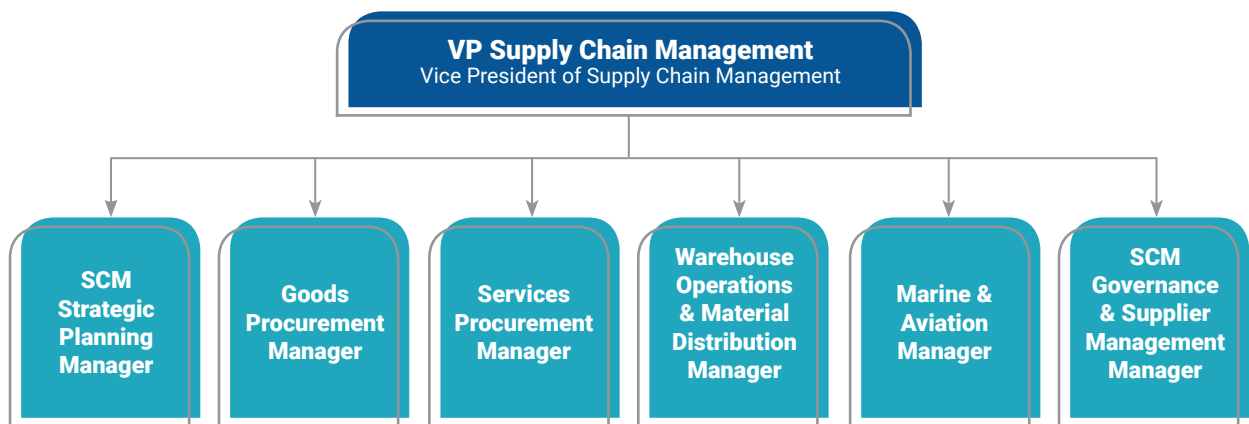 VP Supply Chain Management
Vice President of Supply Chain Management
SCM
Strategic
Planning
Manager
Goods
Procurement
Manager
Services
Procurement
Manager
Warehouse
Operations
& Material
Distribution
Manager
Marine &
Aviation
Manager
SCM
Governance
& Supplier
Management
Manager